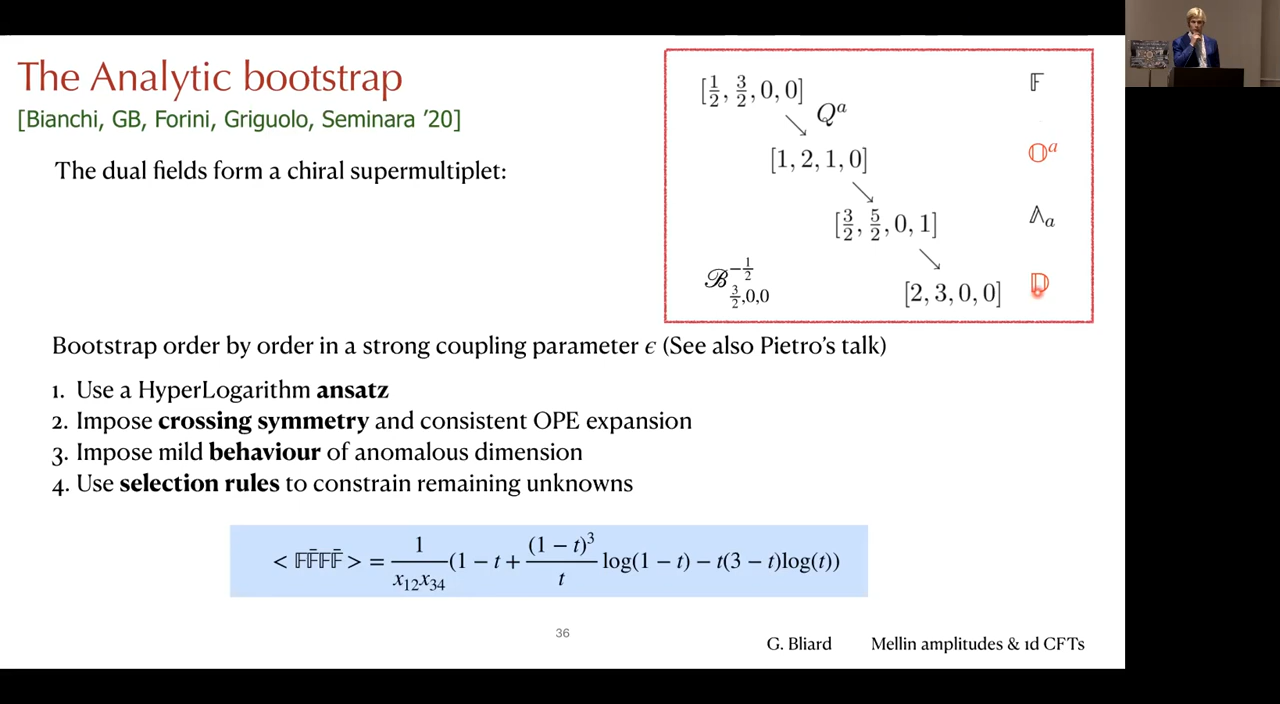 The Analytic bootstrap
[Bianchi, GB, Forini, Griguolo, Seminara '20]
The dual fields form a chiral supermultiplet:
[1/2, 3/2, 0, 0] 𝔽
Q^a
[1, 2, 1, 0] 𝕆^a
[3/2, 5/2, 0, 1] Λ_a
ℬ^{-1/2}_{3/2,0,0} [2, 3, 0, 0] 𝔻
Bootstrap order by order in a strong coupling parameter ϵ (See also Pietro's talk)
1. Use a HyperLogarithm ansatz
2. Impose crossing symmetry and consistent OPE expansion
3. Impose mild behaviour of anomalous dimension
4. Use selection rules to constrain remaining unknowns
< 𝔽𝔽̄𝔽𝔽̄ > = 1/(x_{12}x_{34}) (1 − t + (1 − t)^3/t log(1 − t) − t(3 − t)log(t))
36
G. Bliard Mellin amplitudes & 1d CFTs